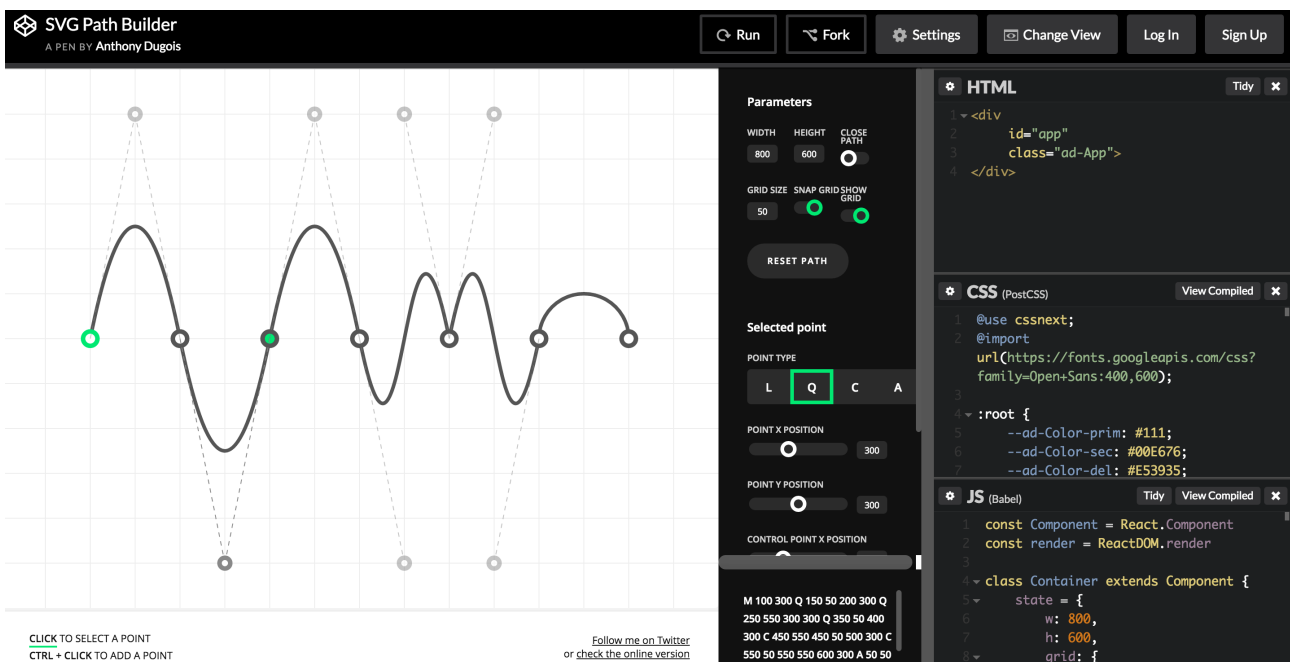 SVG Path Builder
A PEN BY Anthony Dugois
Run
Fork
Settings
Change View
Log In
Sign Up
Parameters
WIDTH HEIGHT CLOSE PATH
800 600
GRID SIZE SNAP GRID SHOW GRID
50
RESET PATH
Selected point
POINT TYPE
L Q C A
POINT X POSITION
300
POINT Y POSITION
300
CONTROL POINT X POSITION
M 100 300 Q 150 50 200 300 Q
250 550 300 300 Q 350 50 400
300 C 450 550 450 50 500 300 C
550 50 550 550 600 300 A 50 50
CLICK TO SELECT A POINT
CTRL + CLICK TO ADD A POINT
Follow me on Twitter
or check the online version
HTML
Tidy ×
1 <div
2 id="app"
3 class="ad-App">
4 </div>
CSS (PostCSS)
View Compiled ×
1 @use cssnext;
2 @import
url(https://fonts.googleapis.com/css?
family=Open+Sans:400,600);
3
4 :root {
5 --ad-Color-prim: #111;
6 --ad-Color-sec: #00E676;
7 --ad-Color-del: #E53935;
JS (Babel)
Tidy View Compiled ×
1 const Component = React.Component
2 const render = ReactDOM.render
3
4 class Container extends Component {
5 state = {
6 w: 800,
7 h: 600,
8 grid: {